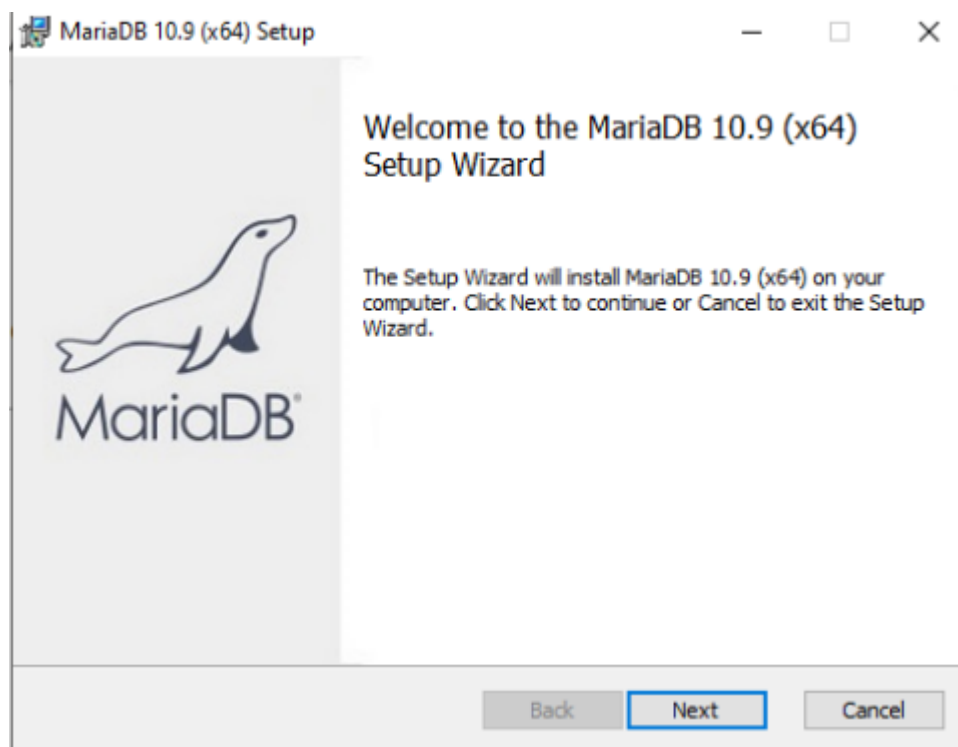 MariaDB 10.9 (x64) Setup
Welcome to the MariaDB 10.9 (x64)
Setup Wizard
The Setup Wizard will install MariaDB 10.9 (x64) on your
computer. Click Next to continue or Cancel to exit the Setup
Wizard.
MariaDB®
Back Next Cancel